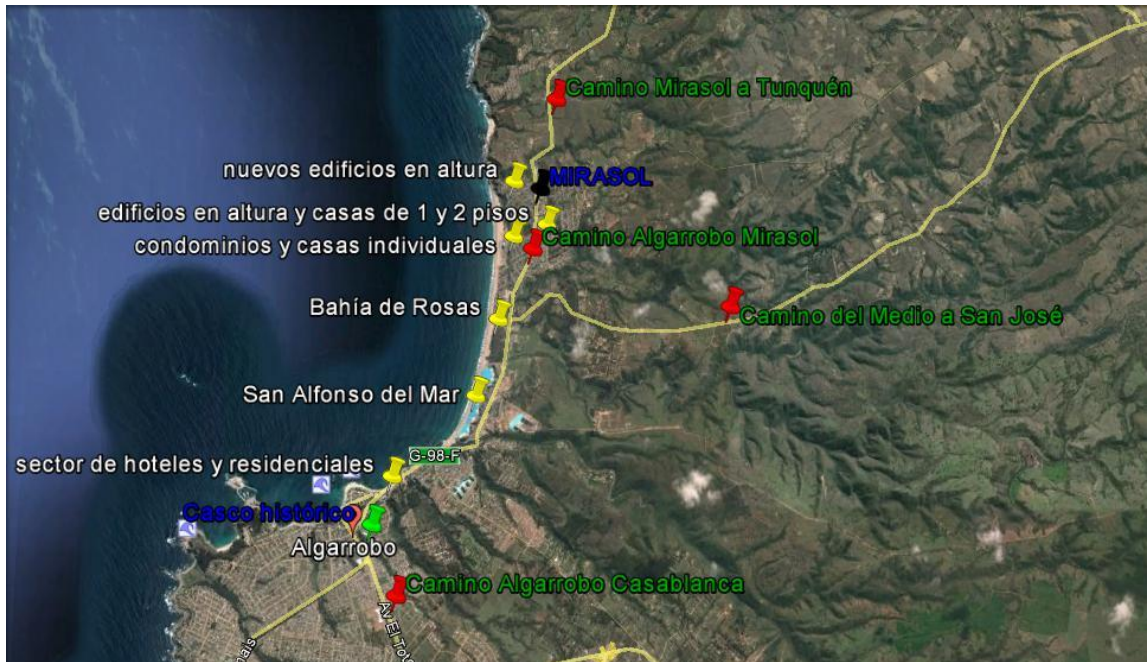 Camino Mirasol a Tunquén
nuevos edificios en altura
MIRASOL
edificios en altura y casas de 1 y 2 pisos
condominios y casas individuales
Camino Algarrobo Mirasol
Bahía de Rosas
Camino del Medio a San José
San Alfonso del Mar
G-98-F
sector de hoteles y residenciales
Casco histórico
Algarrobo
Camino Algarrobo Casablanca
Av El